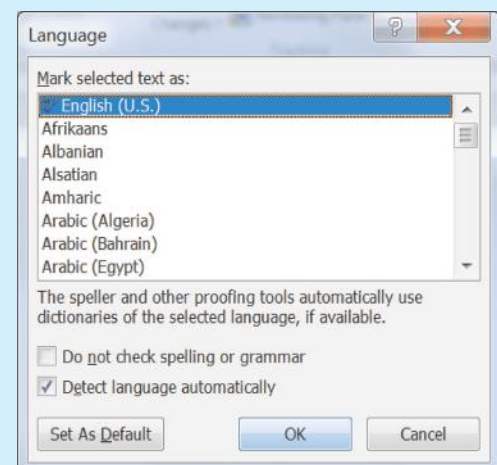 Language
Mark selected text as:
English (U.S.)
Afrikaans
Albanian
Alsatian
Amharic
Arabic (Algeria)
Arabic (Bahrain)
Arabic (Egypt)
The speller and other proofing tools automatically use
dictionaries of the selected language, if available.
Do not check spelling or grammar
Detect language automatically
Set As Default OK Cancel